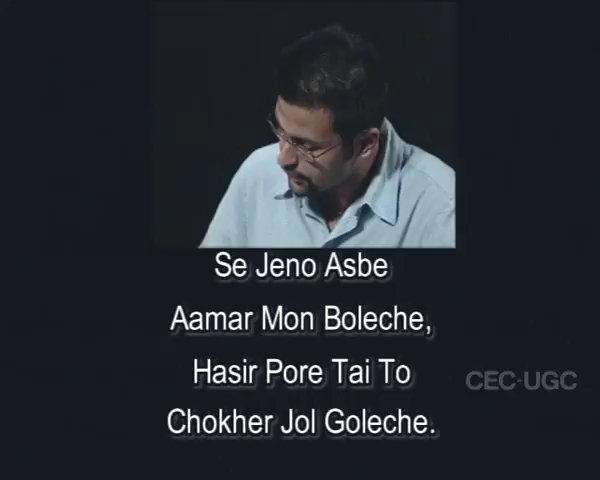 Se Jeno Asbe
Aamar Mon Boleche,
Hasir Pore Tai To
CEC-UGC
Chokher Jol Goleche.